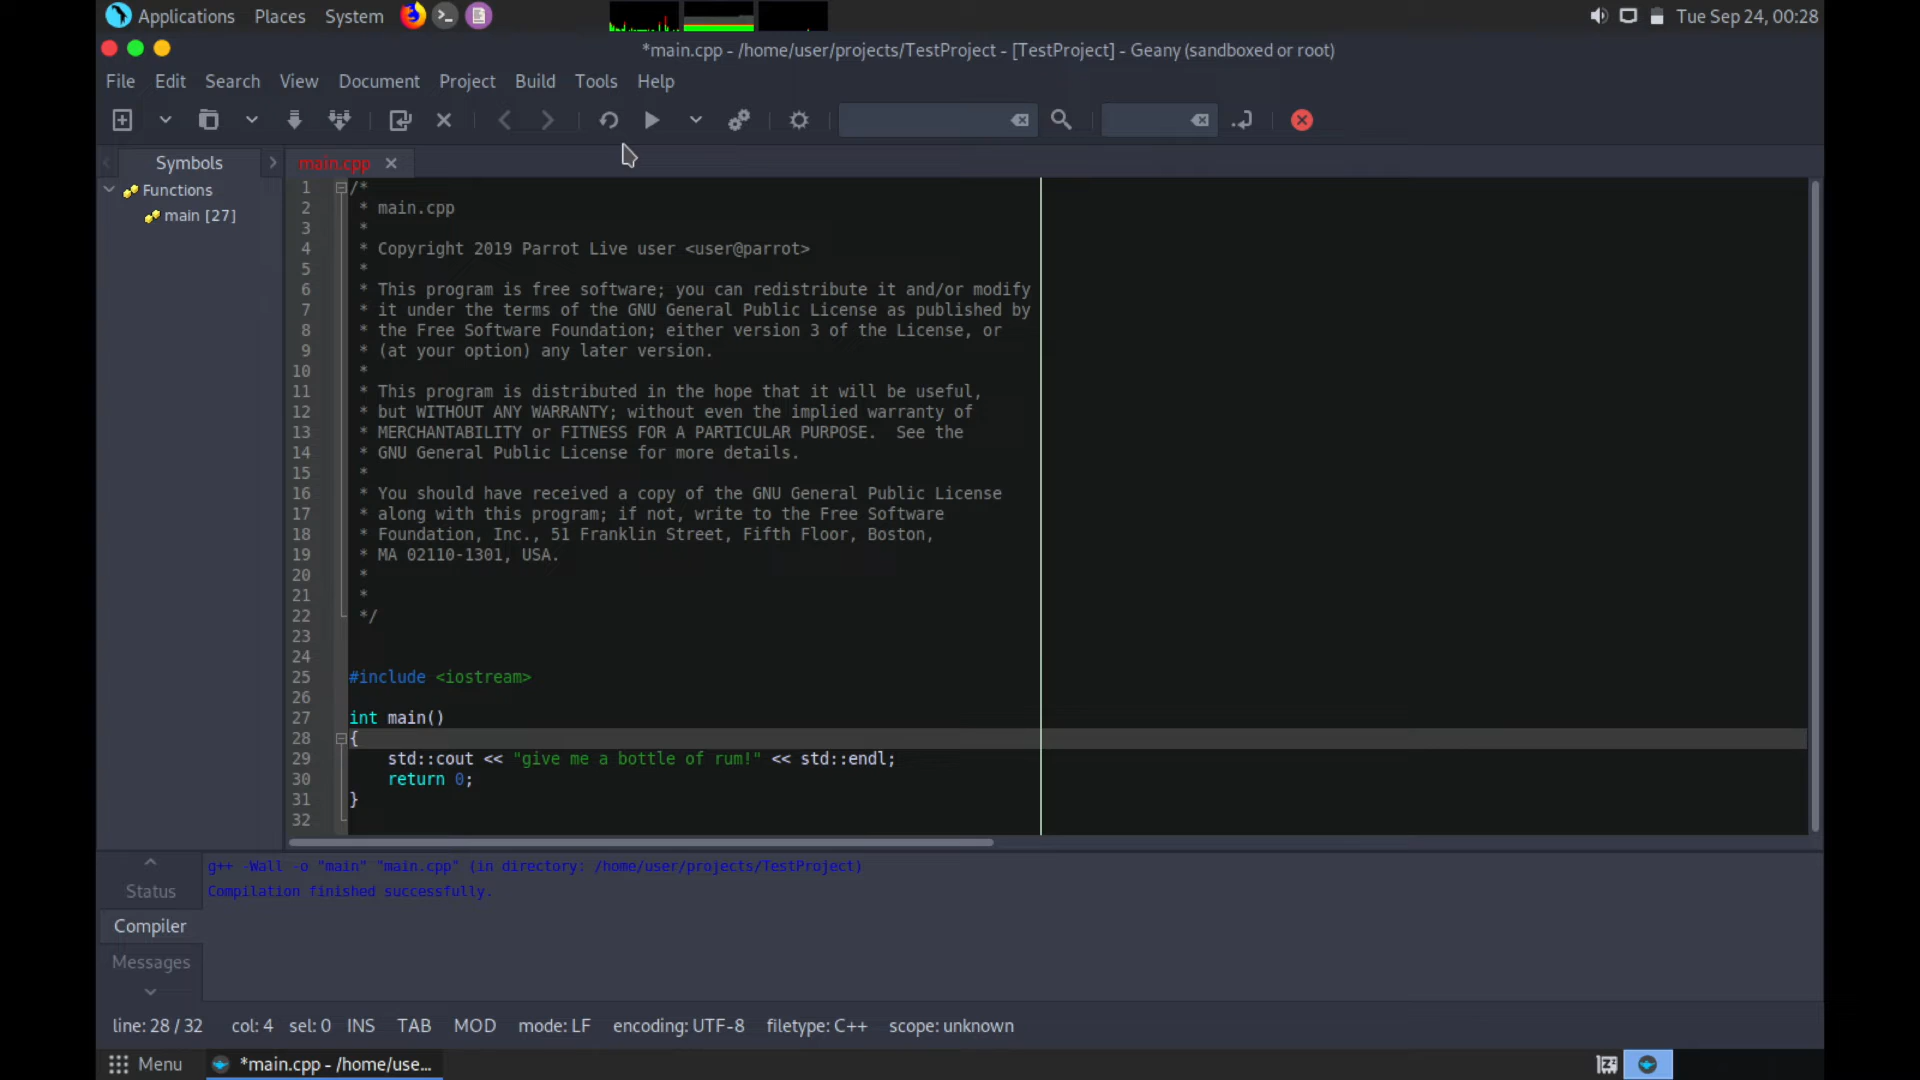 Applications Places System Tue Sep 24, 00:28
*main.cpp - /home/user/projects/TestProject - [TestProject] - Geany (sandboxed or root)
File Edit Search View Document Project Build Tools Help
Symbols main.cpp
Functions
main [27]
1 /*
2 * main.cpp
3 *
4 * Copyright 2019 Parrot Live user <user@parrot>
5 *
6 * This program is free software; you can redistribute it and/or modify
7 * it under the terms of the GNU General Public License as published by
8 * the Free Software Foundation; either version 3 of the License, or
9 * (at your option) any later version.
10 *
11 * This program is distributed in the hope that it will be useful,
12 * but WITHOUT ANY WARRANTY; without even the implied warranty of
13 * MERCHANTABILITY or FITNESS FOR A PARTICULAR PURPOSE.  See the
14 * GNU General Public License for more details.
15 *
16 * You should have received a copy of the GNU General Public License
17 * along with this program; if not, write to the Free Software
18 * Foundation, Inc., 51 Franklin Street, Fifth Floor, Boston,
19 * MA 02110-1301, USA.
20 *
21 *
22 */
23
24
25 #include <iostream>
26
27 int main()
28 {
29 std::cout << "give me a bottle of rum!" << std::endl;
30 return 0;
31 }
32
g++ -Wall -o "main" "main.cpp" (in directory: /home/user/projects/TestProject)
Status Compilation finished successfully.
Compiler
Messages
line: 28 / 32 col: 4 sel: 0 INS TAB MOD mode: LF encoding: UTF-8 filetype: C++ scope: unknown
Menu *main.cpp - /home/use...